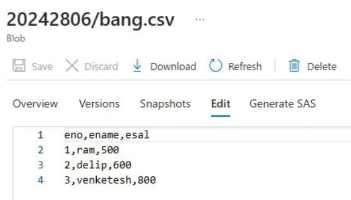 20242806/bang.csv ...
Blob
Save Discard Download Refresh Delete
Overview Versions Snapshots Edit Generate SAS
1 eno,ename,esal
2 1,ram,500
3 2,delip,600
4 3,venketesh,800